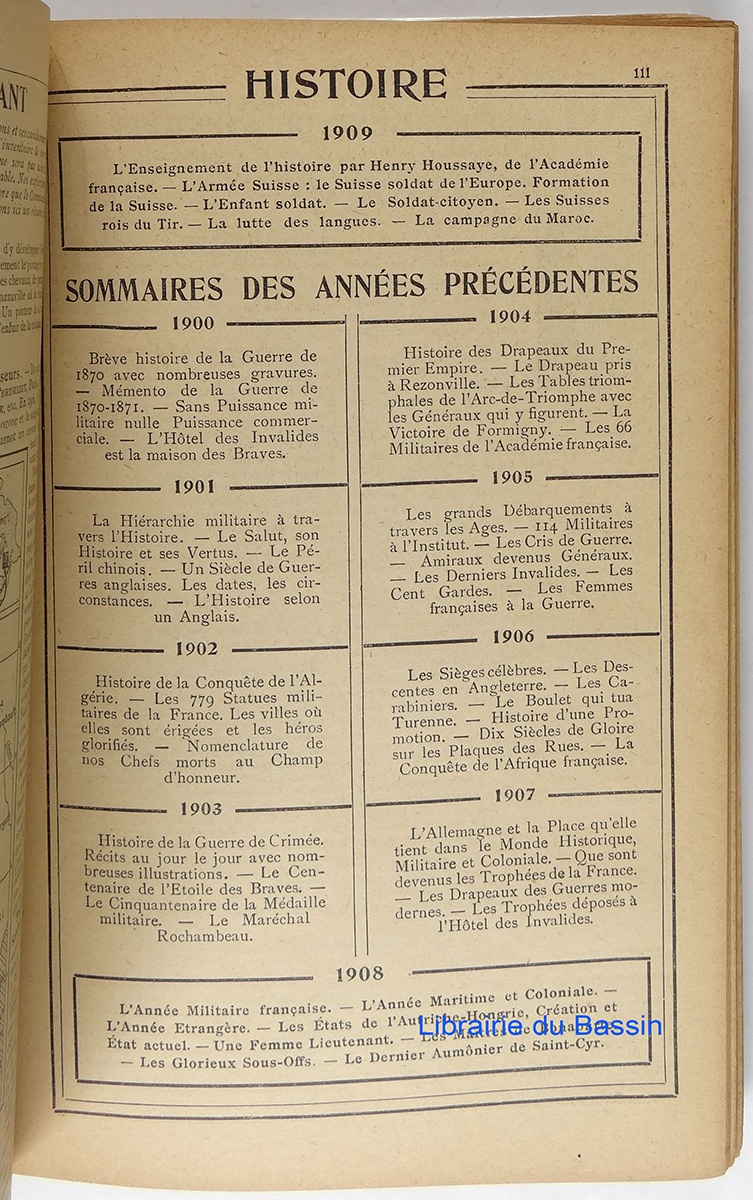 ANT
111
HISTOIRE
1909
L'Enseignement de l'histoire par Henry Houssaye, de l'Académie
française. — L'Armée Suisse : le Suisse soldat de l'Europe. Formation
de la Suisse. — L'Enfant soldat. — Le Soldat-citoyen. — Les Suisses
rois du Tir. — La lutte des langues. — La campagne du Maroc.
SOMMAIRES DES ANNÉES PRÉCÉDENTES
1900
Brève histoire de la Guerre de
1870 avec nombreuses gravures.
— Mémento de la Guerre de
1870-1871. — Sans Puissance mi-
litaire nulle Puissance commer-
ciale. — L'Hôtel des Invalides
est la maison des Braves.
1901
La Hiérarchie militaire à tra-
vers l'Histoire. — Le Salut, son
Histoire et ses Vertus. — Le Pé-
ril chinois. — Un Siècle de Guer-
res anglaises. Les dates, les cir-
constances. — L'Histoire selon
un Anglais.
1902
Histoire de la Conquête de l'Al-
gérie. — Les 779 Statues mili-
taires de la France. Les villes où
elles sont érigées et les héros
glorifiés. — Nomenclature de
nos Chefs morts au Champ
d'honneur.
1903
Histoire de la Guerre de Crimée.
Récits au jour le jour avec nom-
breuses illustrations. — Le Cen-
tenaire de l'Etoile des Braves. —
Le Cinquantenaire de la Médaille
militaire. — Le Maréchal
Rochambeau.
1904
Histoire des Drapeaux du Pre-
mier Empire. — Le Drapeau pris
à Rezonville. — Les Tables triom-
phales de l'Arc-de-Triomphe avec
les Généraux qui y figurent. — La
Victoire de Formigny. — Les 66
Militaires de l'Académie française.
1905
Les grands Débarquements à
travers les Ages. — 114 Militaires
à l'Institut. — Les Cris de Guerre.
— Amiraux devenus Généraux.
— Les Derniers Invalides. — Les
Cent Gardes. — Les Femmes
françaises à la Guerre.
1906
Les Sièges célèbres. — Les Des-
centes en Angleterre. — Les Ca-
rabiniers. — Le Boulet qui tua
Turenne. — Histoire d'une Pro-
motion. — Dix Siècles de Gloire
sur les Plaques des Rues. — La
Conquête de l'Afrique française.
1907
L'Allemagne et la Place qu'elle
tient dans le Monde Historique,
Militaire et Coloniale. — Que sont
devenus les Trophées de la France.
— Les Drapeaux des Guerres mo-
dernes. — Les Trophées déposés à
l'Hôtel des Invalides.
1908
L'Année Militaire française. — L'Année Maritime et Coloniale. —
L'Année Etrangère. — Les États de l'Autriche-Hongrie, Création et
État actuel. — Une Femme Lieutenant. — Les
— Les Glorieux Sous-Offs. — Le Dernier Aumônier de Saint-Cyr.
Librairie du Bassin